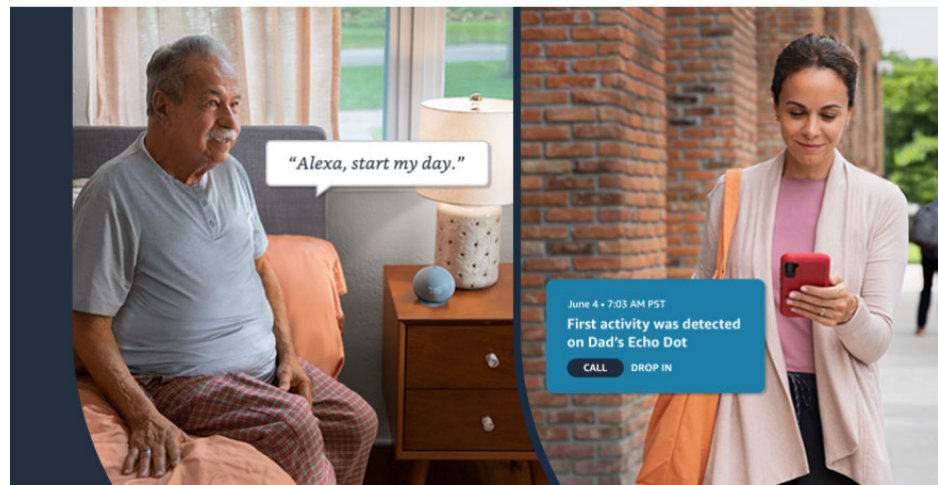 “Alexa, start my day.”
June 4 • 7:03 AM PST
First activity was detected
on Dad’s Echo Dot
CALL DROP IN